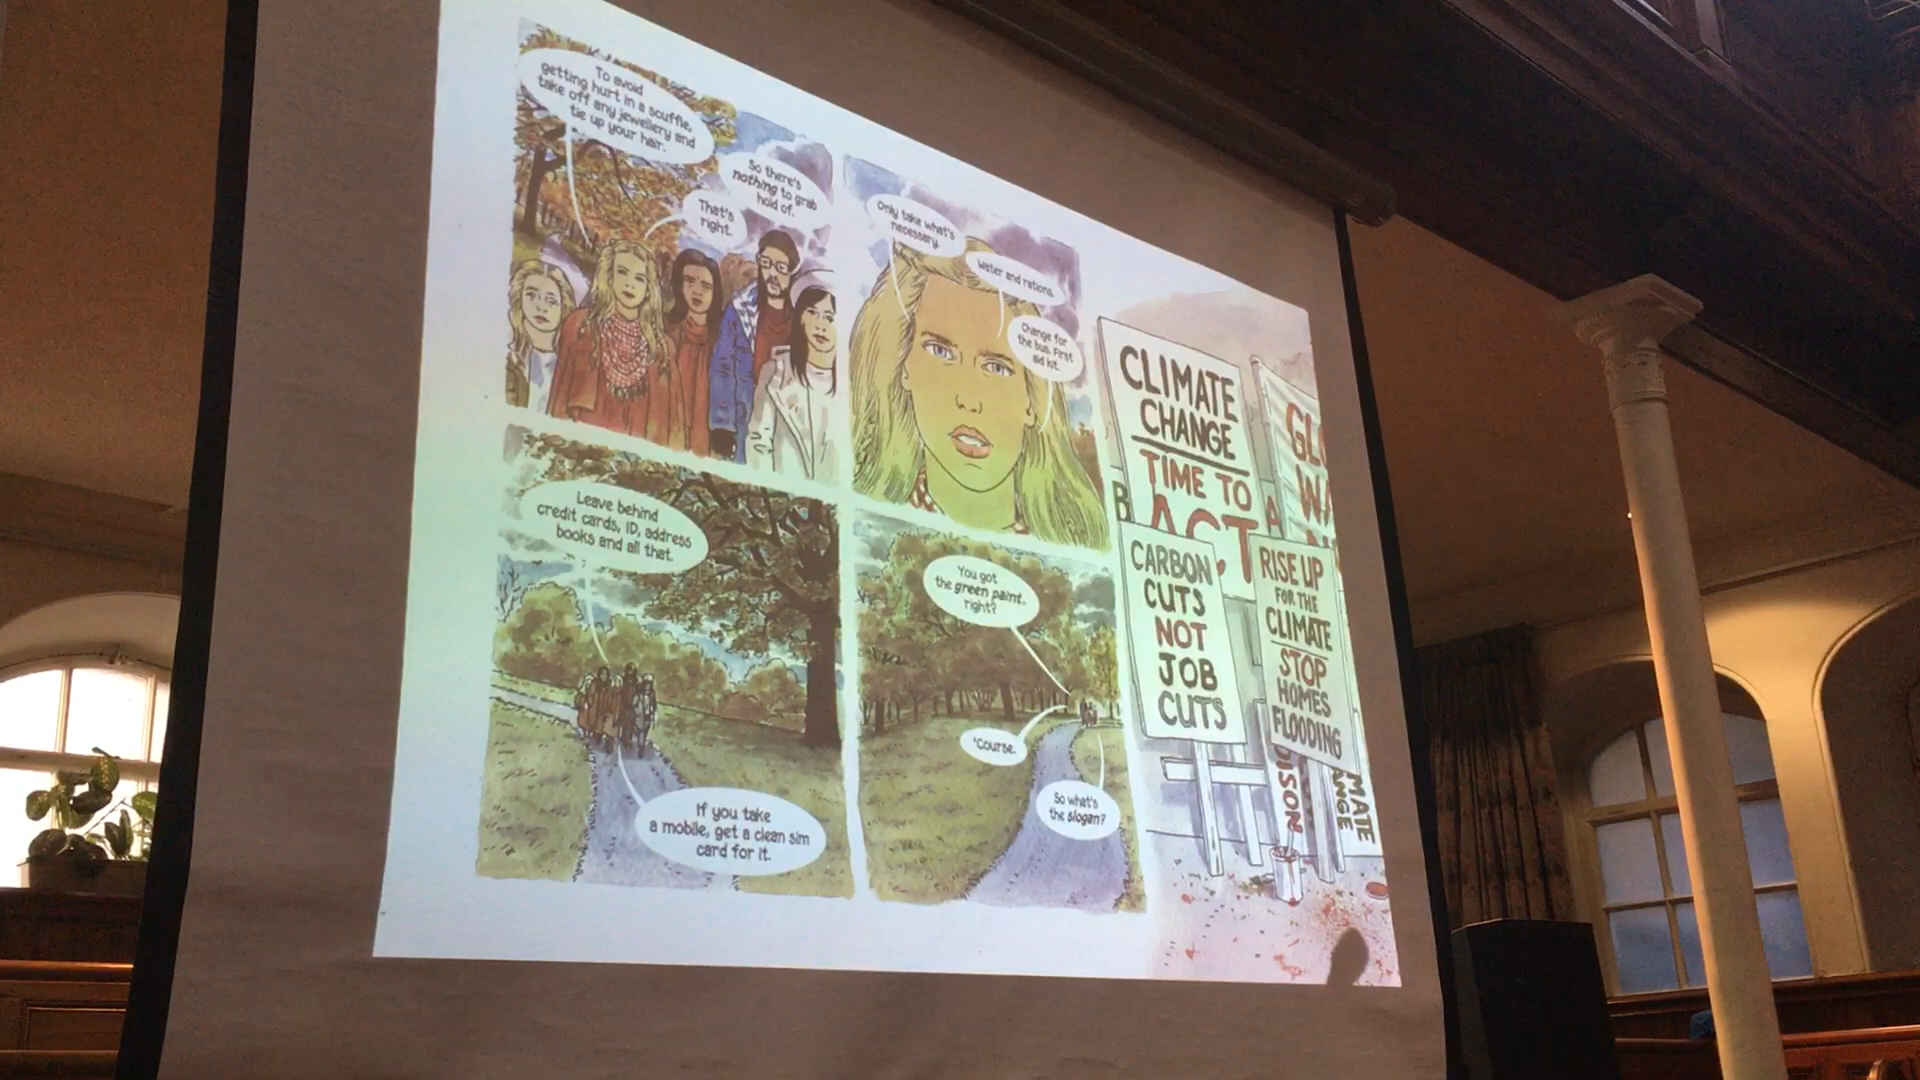 To avoid
getting hurt in a scuffle,
take off any jewellery and
tie up your hair.
So there's
nothing to grab
hold of.
That's
right.
Only take what's
necessary.
Water and rations.
Change for
the bus. First
aid kit.
Leave behind
credit cards, ID, address
books and all that.
If you take
a mobile, get a clean sim
card for it.
You got
the green paint,
right?
'Course.
So what's
the slogan?
CLIMATE
CHANGE
TIME TO
ACT
CARBON
CUTS
NOT
JOB
CUTS
RISE UP
FOR THE
CLIMATE
STOP
HOMES
FLOODING